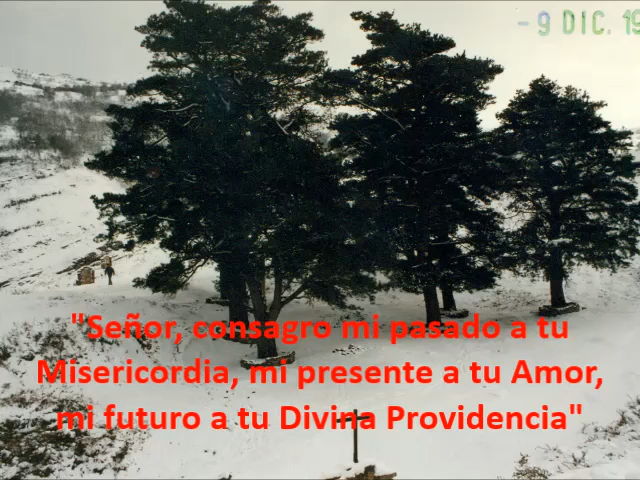 - 9 DIC. 19
"Señor, consagro mi pasado a tu
Misericordia, mi presente a tu Amor,
mi futuro a tu Divina Providencia"